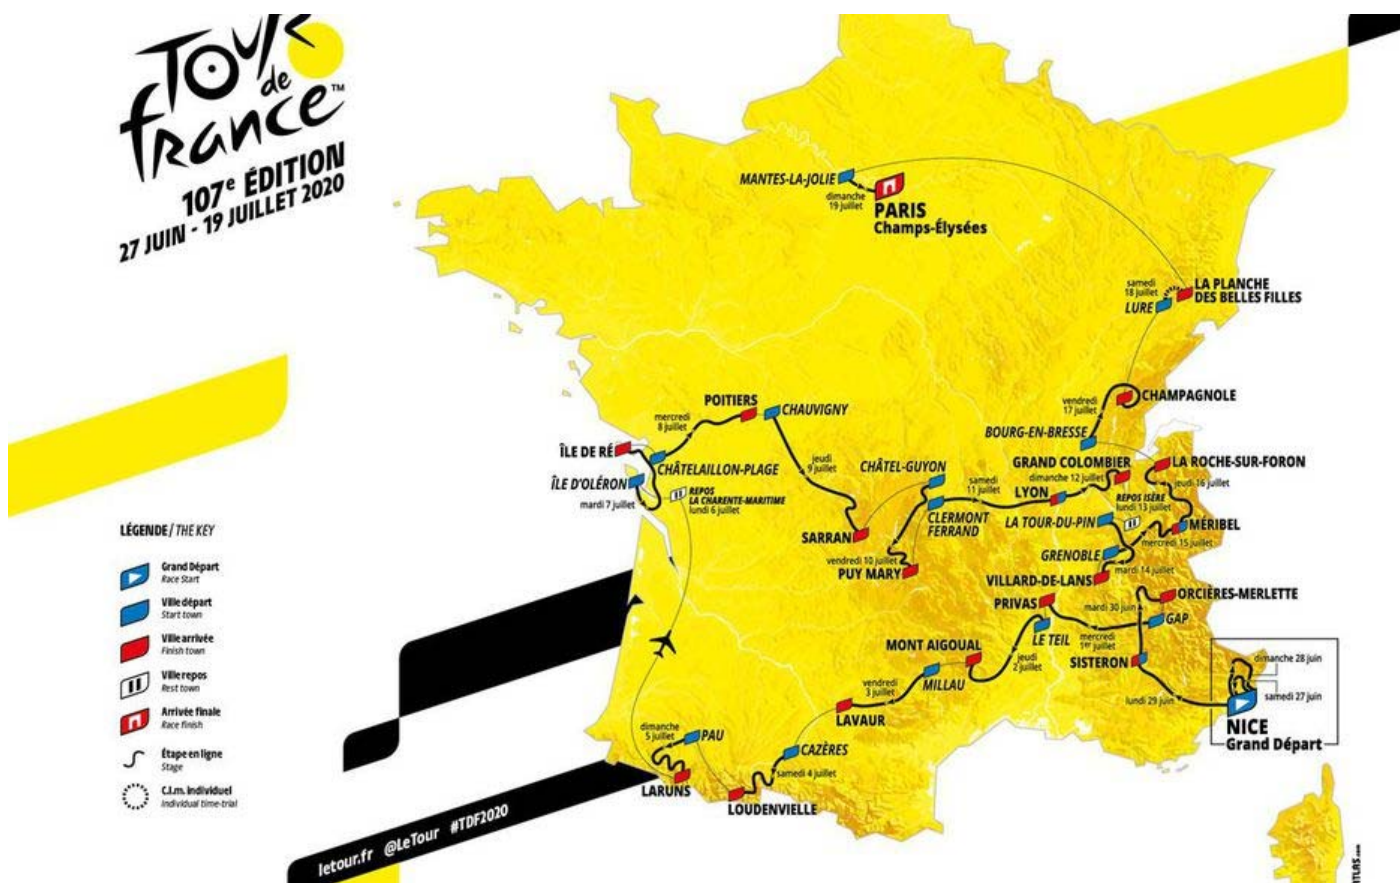 TOUR
de
france™
107e ÉDITION
27 JUIN - 19 JUILLET 2020
MANTES-LA-JOLIE
dimanche
19 juillet
PARIS
Champs-Élysées
samedi
18 juillet
LA PLANCHE
DES BELLES FILLES
LURE
vendredi
17 juillet
CHAMPAGNOLE
POITIERS
CHAUVIGNY
mercredi
8 juillet
BOURG-EN-BRESSE
ÎLE DE RÉ
CHÂTELAILLON-PLAGE
jeudi
9 juillet
CHÂTEL-GUYON
samedi
11 juillet
GRAND COLOMBIER
dimanche 12 juillet
LA ROCHE-SUR-FORON
jeudi 16 juillet
ÎLE D'OLÉRON
mardi 7 juillet
REPOS
LA CHARENTE-MARITIME
lundi 6 juillet
LYON
REPOS ISÈRE
lundi 13 juillet
CLERMONT
FERRAND
LA TOUR-DU-PIN
MÉRIBEL
mercredi 15 juillet
SARRAN
vendredi 10 juillet
PUY MARY
GRENOBLE
mardi 14 juillet
VILLARD-DE-LANS
PRIVAS
mardi 30 juin
ORCIÈRES-MERLETTE
LE TEIL
mercredi
1er juillet
GAP
MONT AIGOUAL
jeudi
2 juillet
SISTERON
MILLAU
vendredi
3 juillet
LAVAUR
lundi 29 juin
dimanche 28 juin
samedi 27 juin
NICE
Grand Départ
dimanche
5 juillet
PAU
CAZÈRES
samedi 4 juillet
LARUNS
LOUDENVIELLE
LÉGENDE / THE KEY
Grand Départ
Race Start
Ville départ
Start town
Ville arrivée
Finish town
Ville repos
Rest town
Arrivée finale
Race finish
Étape en ligne
Stage
C.l.m. individuel
Individual time-trial
letour.fr @LeTour #TDF2020